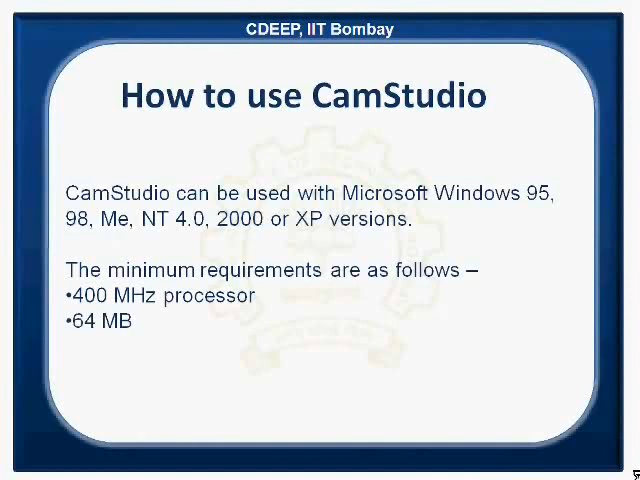 CDEEP, IIT Bombay
How to use CamStudio
CamStudio can be used with Microsoft Windows 95,
98, Me, NT 4.0, 2000 or XP versions.
The minimum requirements are as follows –
•400 MHz processor
•64 MB